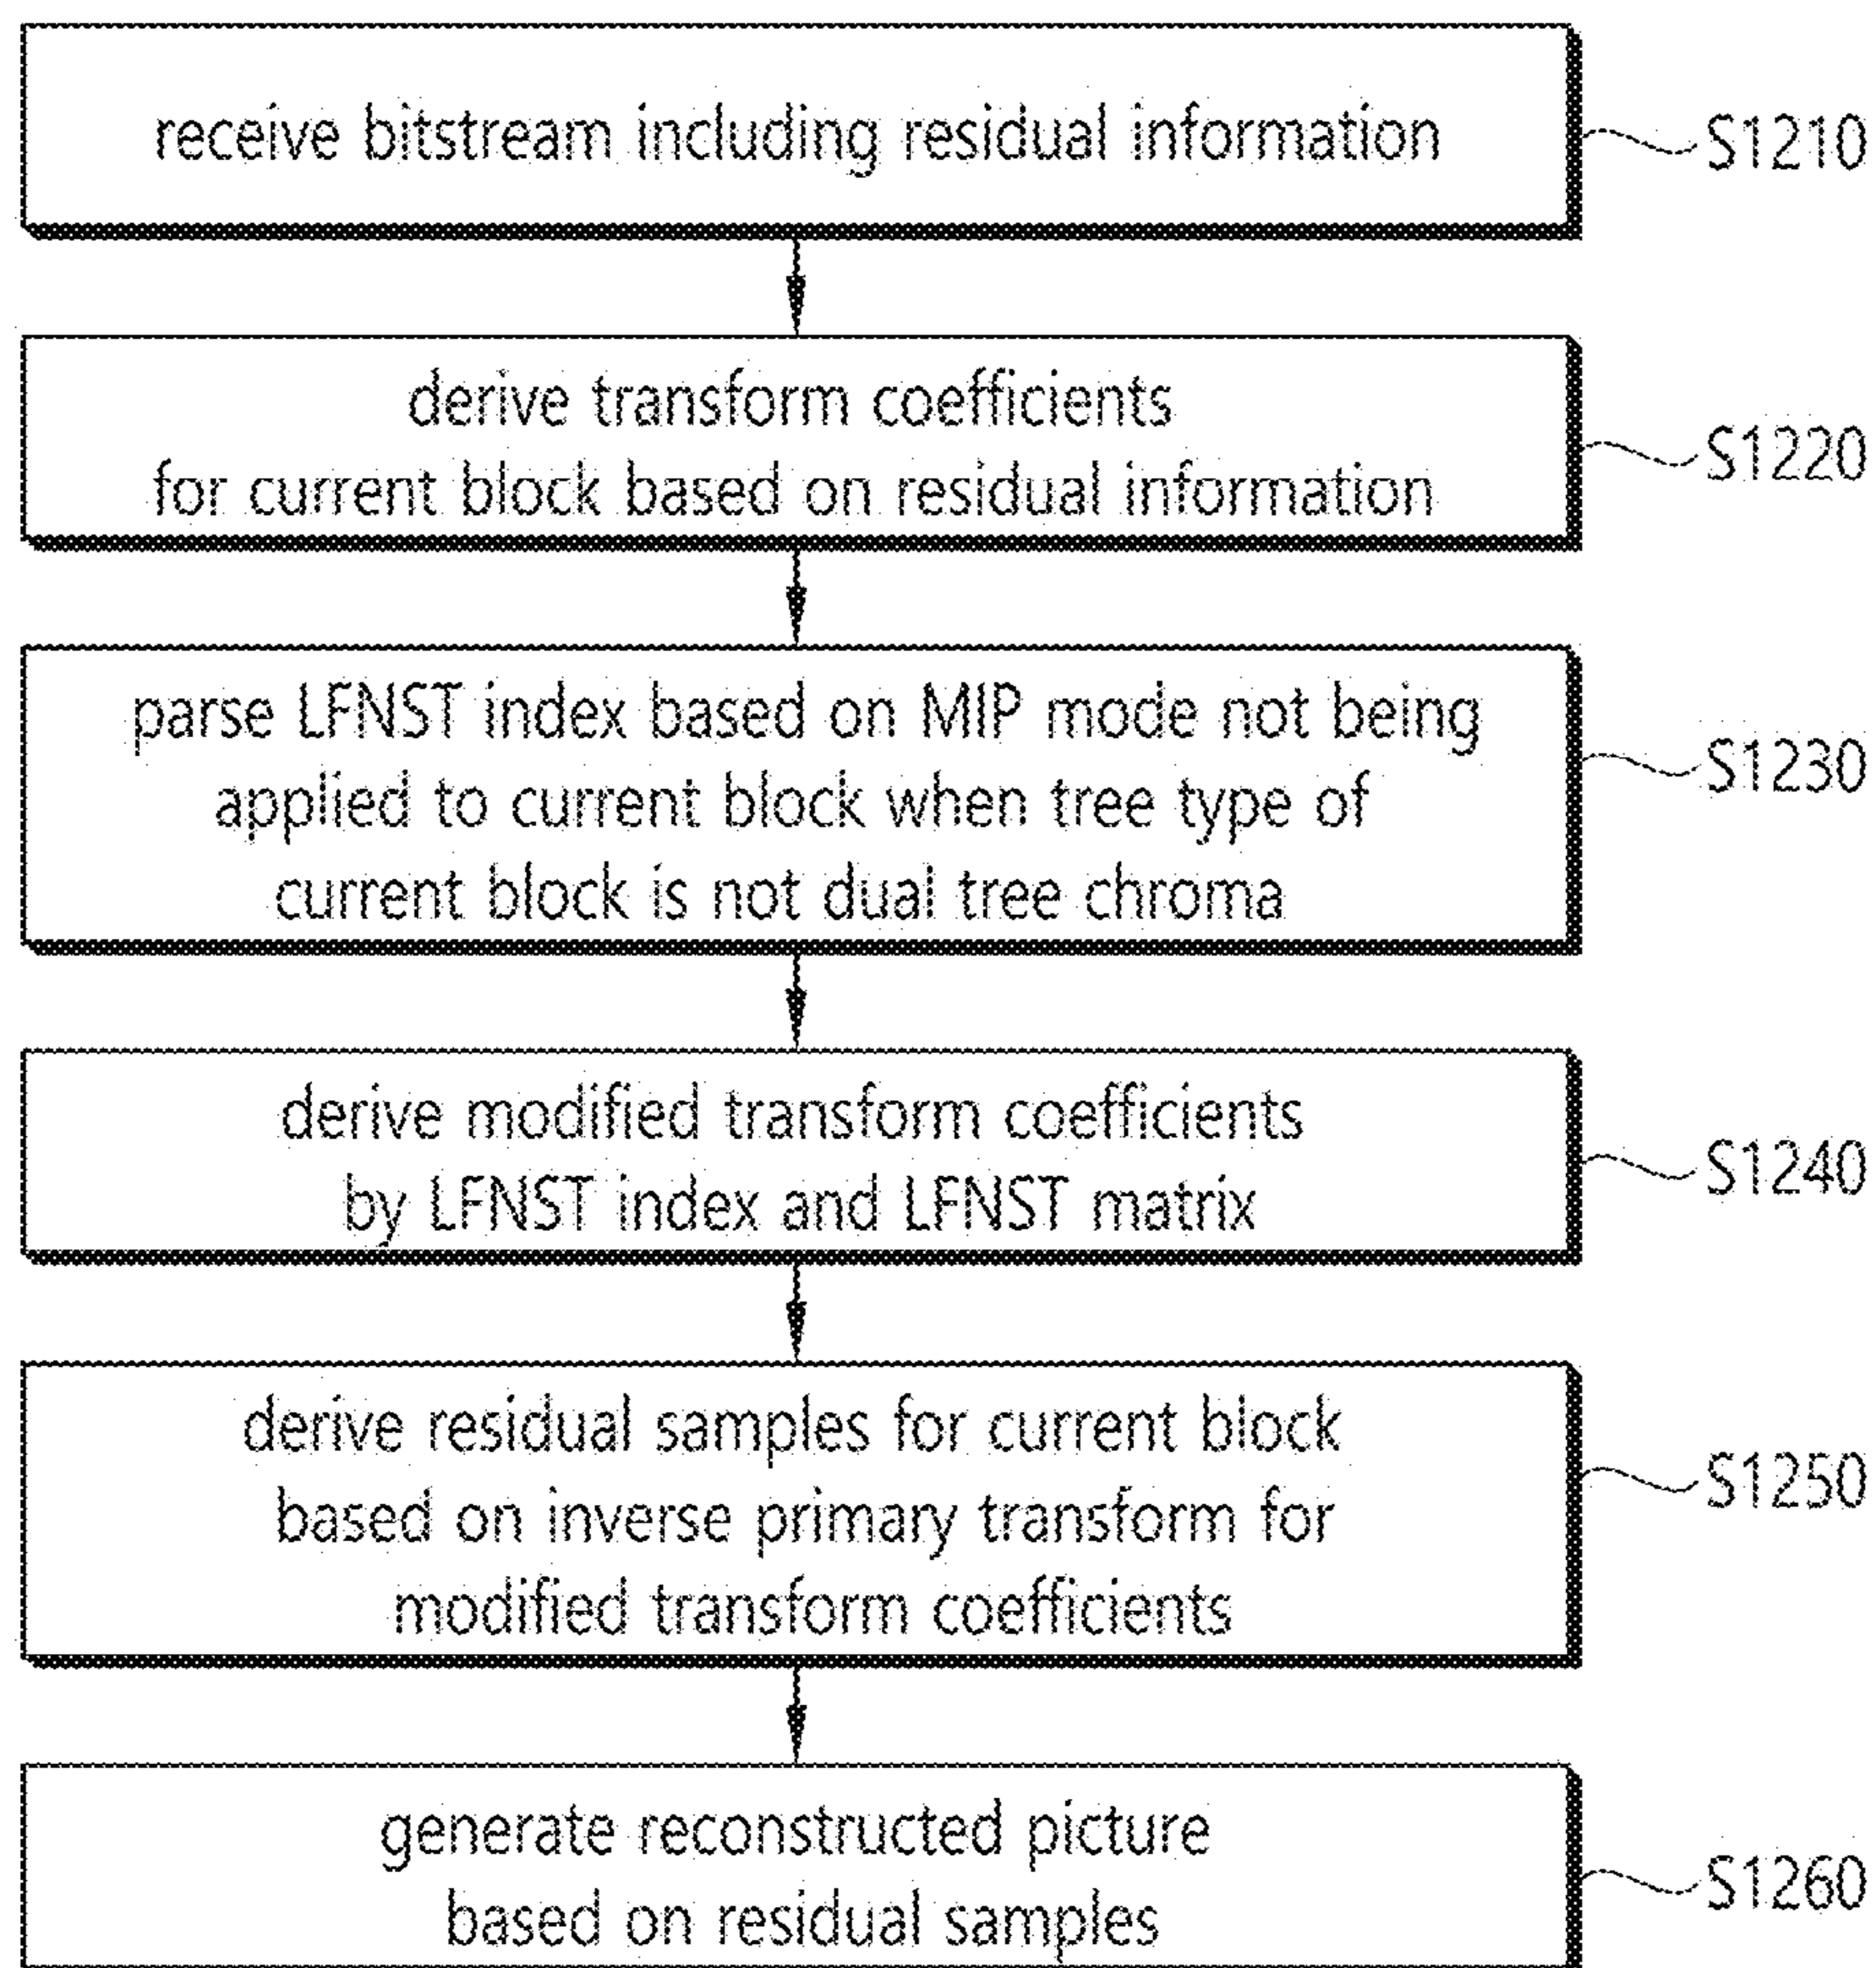 receive bitstream including residual information
S1210
derive transform coefficients
for current block based on residual information
S1220
parse LFNST index based on MIP mode not being
applied to current block when tree type of
current block is not dual tree chroma
S1230
derive modified transform coefficients
by LFNST index and LFNST matrix
S1240
derive residual samples for current block
based on inverse primary transform for
modified transform coefficients
S1250
generate reconstructed picture
based on residual samples
S1260